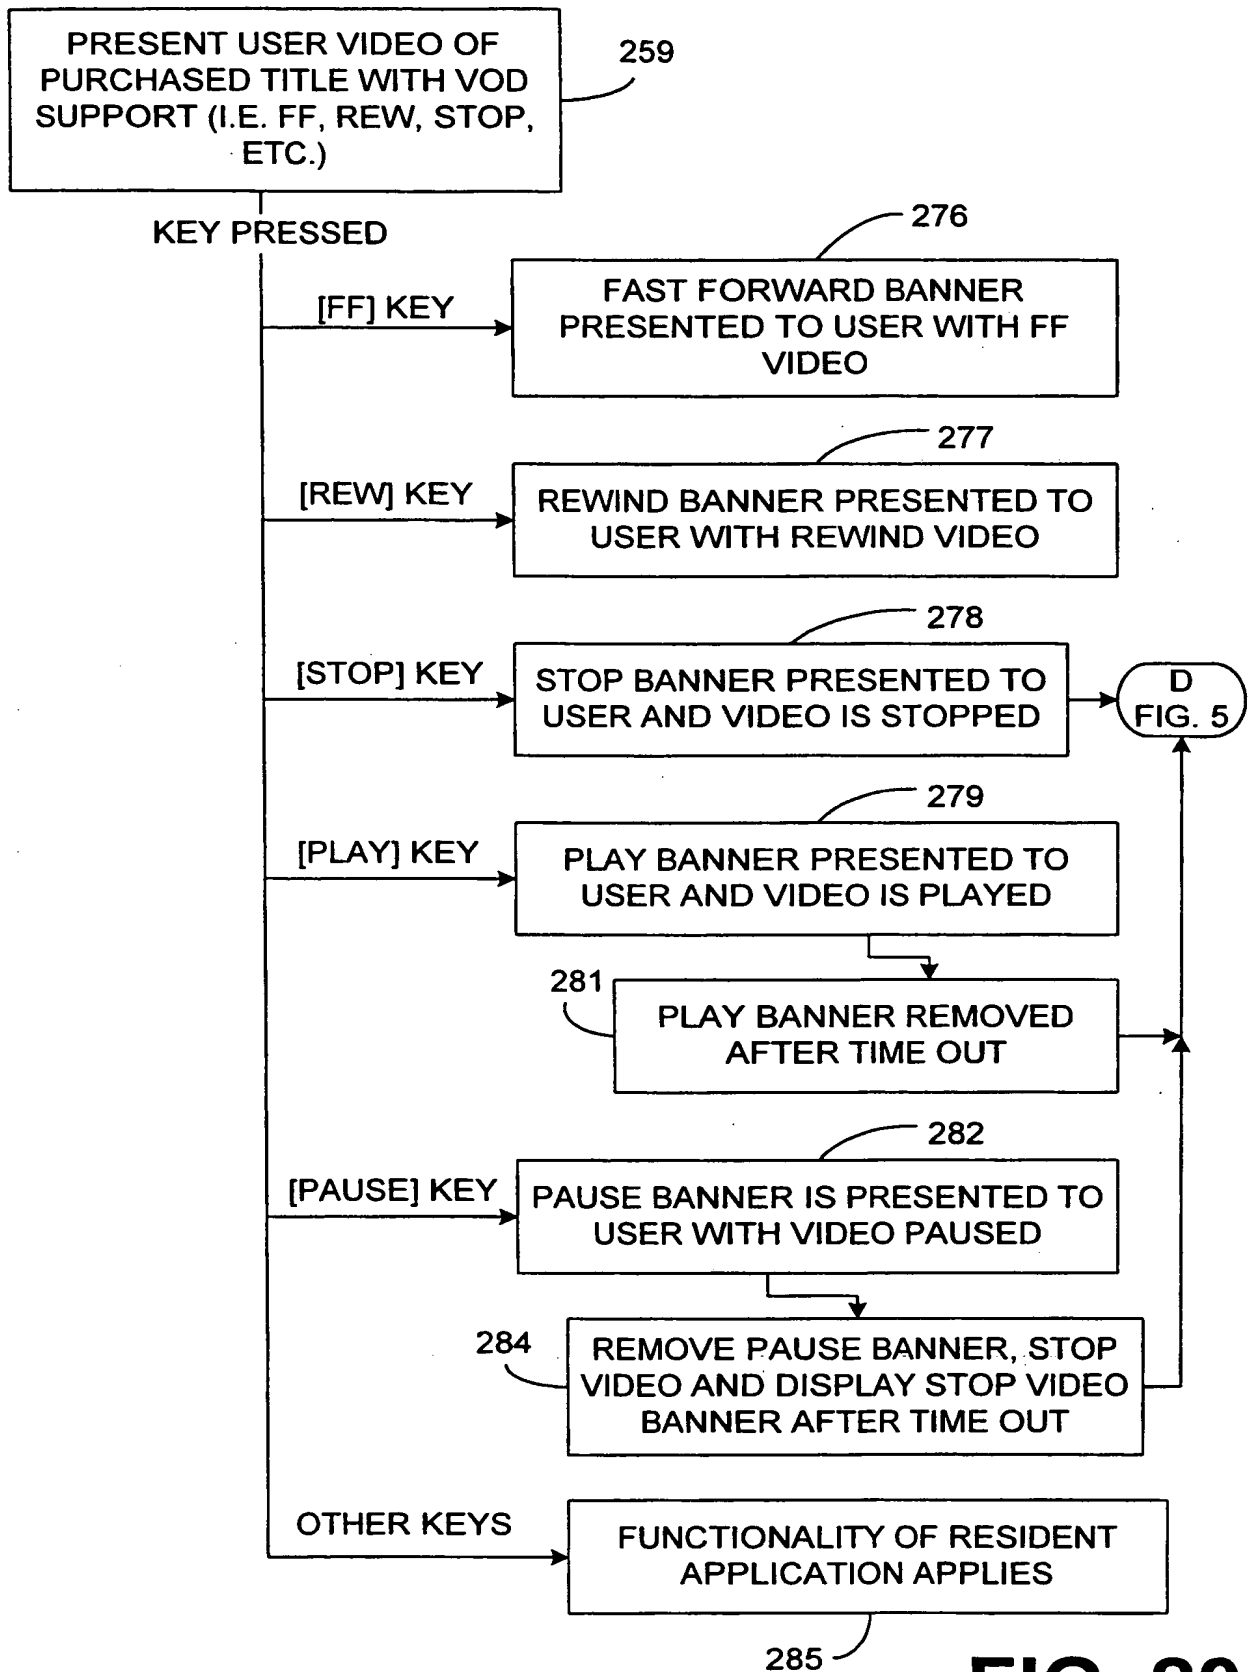 PRESENT USER VIDEO OF
PURCHASED TITLE WITH VOD
SUPPORT (I.E. FF, REW, STOP,
ETC.)
259
KEY PRESSED
276
[FF] KEY
FAST FORWARD BANNER
PRESENTED TO USER WITH FF
VIDEO
277
[REW] KEY
REWIND BANNER PRESENTED TO
USER WITH REWIND VIDEO
278
[STOP] KEY
STOP BANNER PRESENTED TO
USER AND VIDEO IS STOPPED
D
FIG. 5
279
[PLAY] KEY
PLAY BANNER PRESENTED TO
USER AND VIDEO IS PLAYED
281
PLAY BANNER REMOVED
AFTER TIME OUT
282
[PAUSE] KEY
PAUSE BANNER IS PRESENTED TO
USER WITH VIDEO PAUSED
284
REMOVE PAUSE BANNER, STOP
VIDEO AND DISPLAY STOP VIDEO
BANNER AFTER TIME OUT
OTHER KEYS
FUNCTIONALITY OF RESIDENT
APPLICATION APPLIES
285
FIG.